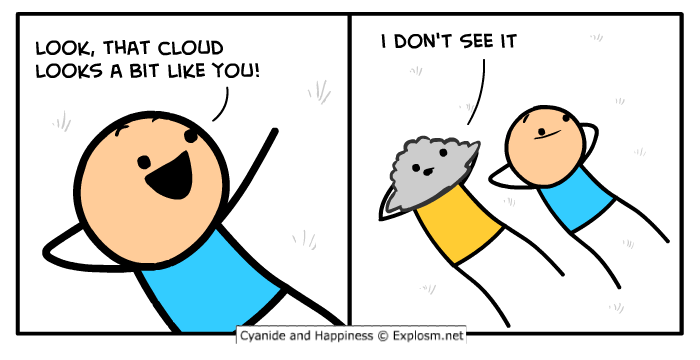 LOOK, THAT CLOUD
LOOKS A BIT LIKE YOU!
I DON'T SEE IT
Cyanide and Happiness © Explosm.net